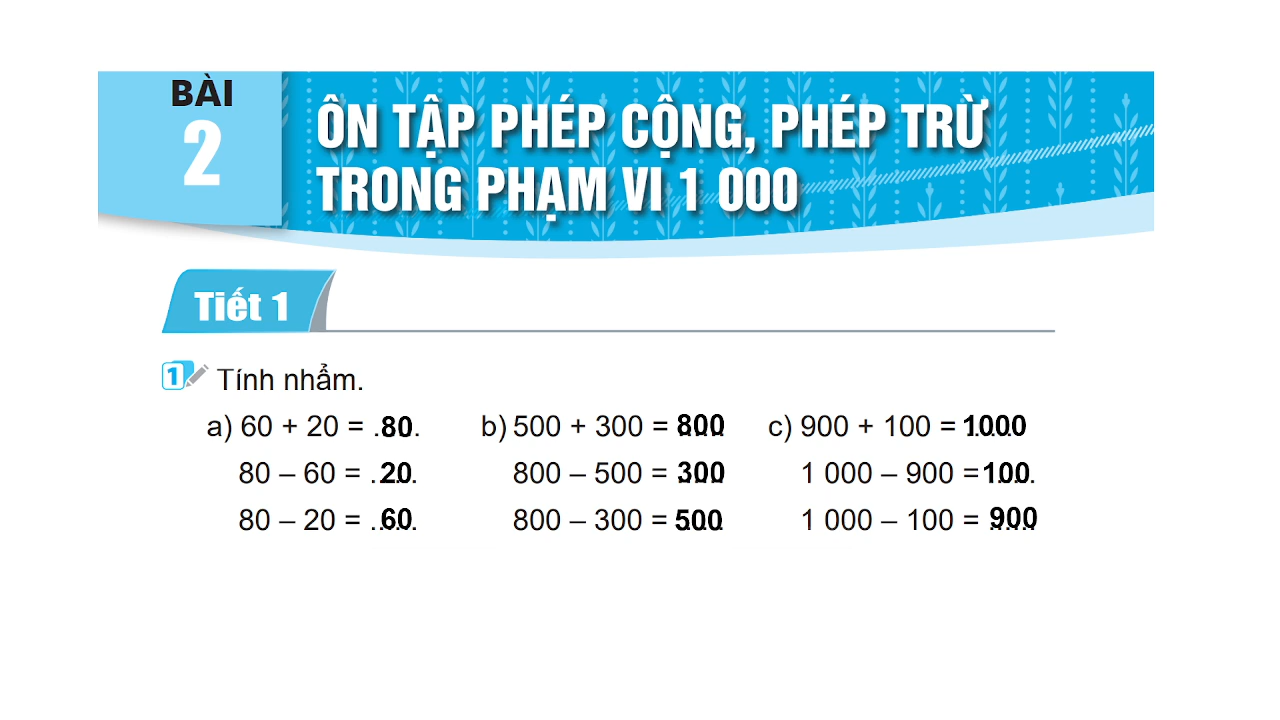 BÀI
2
ÔN TẬP PHÉP CỘNG, PHÉP TRỪ
TRONG PHẠM VI 1 000
Tiết 1
1 Tính nhẩm.
a) 60 + 20 = 80 b) 500 + 300 = 800 c) 900 + 100 = 1000
80 – 60 = 20 800 – 500 = 300 1 000 – 900 = 100
80 – 20 = 60 800 – 300 = 500 1 000 – 100 = 900